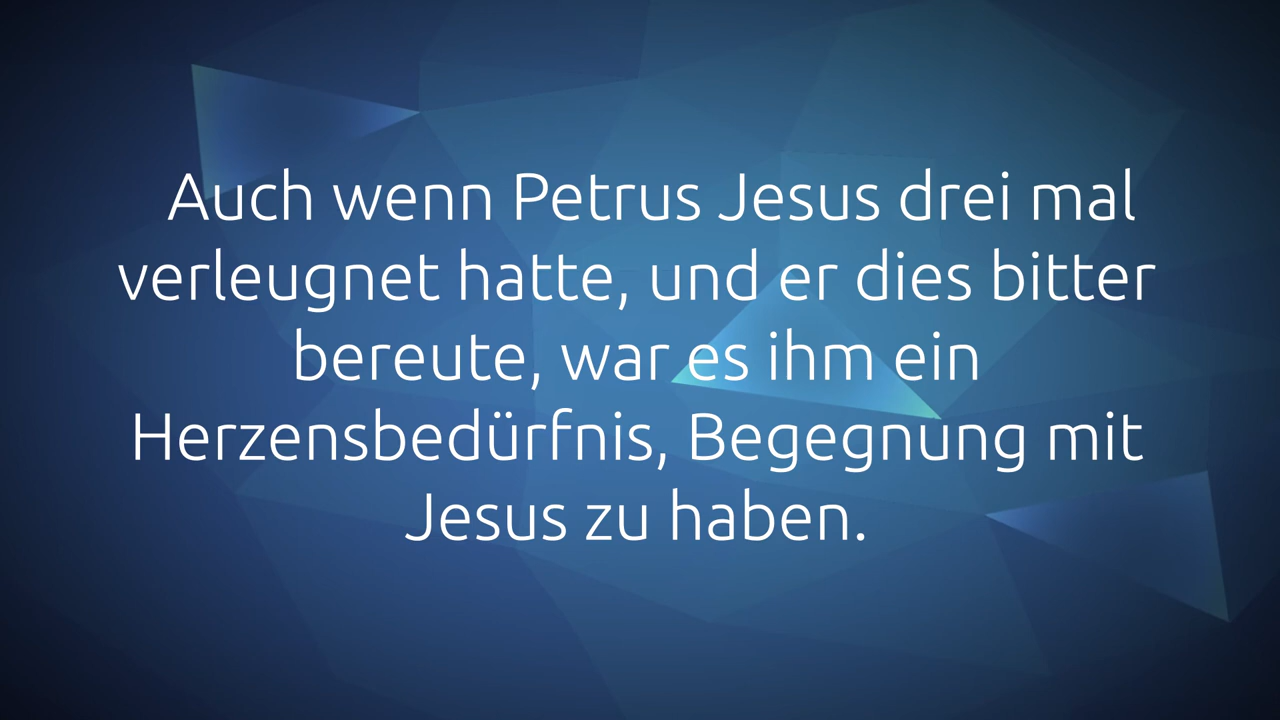 Auch wenn Petrus Jesus drei mal
verleugnet hatte, und er dies bitter
bereute, war es ihm ein
Herzensbedürfnis, Begegnung mit
Jesus zu haben.